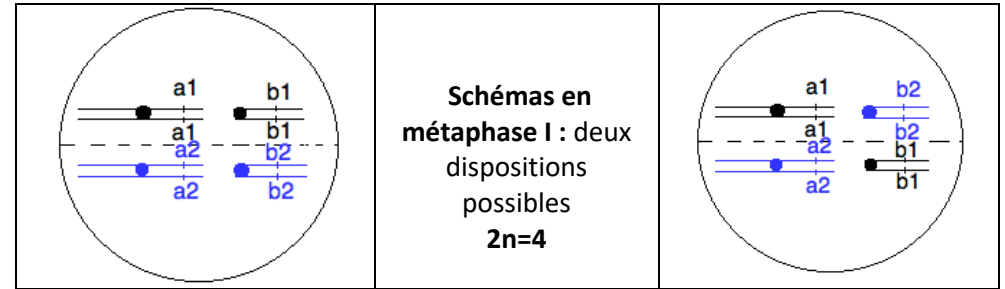 a1 b1
a1 b1
a2 b2
a2 b2
Schémas en
métaphase I : deux
dispositions
possibles
2n=4
a1 b2
a1 b2
a2 b1
a2 b1